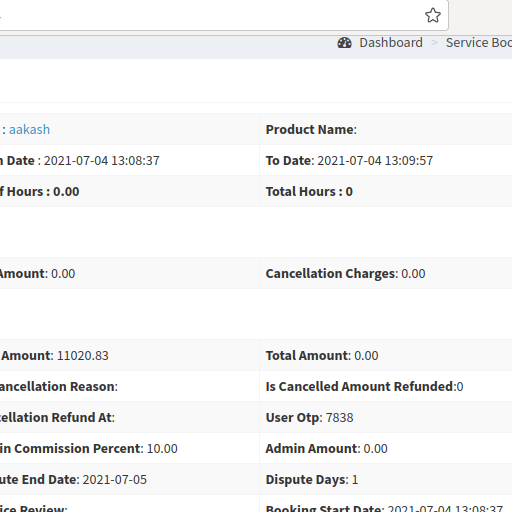 Dashboard > Service Boo
: aakash Product Name:
n Date : 2021-07-04 13:08:37 To Date: 2021-07-04 13:09:57
f Hours : 0.00 Total Hours : 0
Amount: 0.00 Cancellation Charges: 0.00
Amount: 11020.83 Total Amount: 0.00
ancellation Reason: Is Cancelled Amount Refunded:0
ellation Refund At: User Otp: 7838
in Commission Percent: 10.00 Admin Amount: 0.00
ute End Date: 2021-07-05 Dispute Days: 1
ice Review: Booking Start Date: 2021-07-04 13:08:37